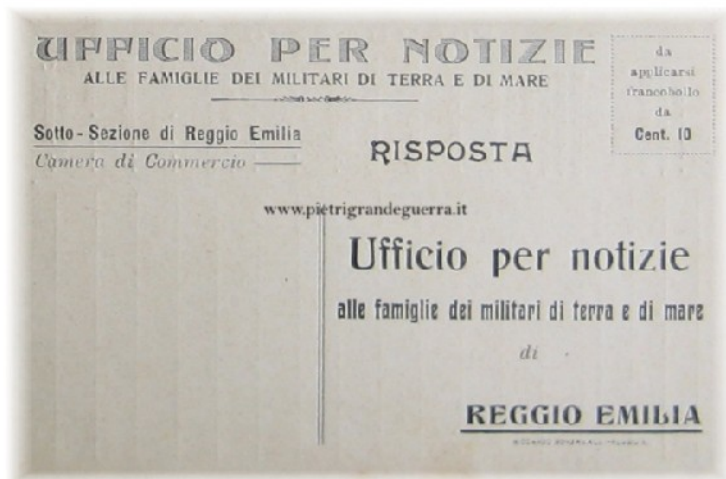 UFFICIO PER NOTIZIE
ALLE FAMIGLIE DEI MILITARI DI TERRA E DI MARE
da
applicarsi
francobollo
da
Cent. 10
Sotto-Sezione di Reggio Emilia
Camera di Commercio
RISPOSTA
www.pietrigrandeguerra.it
Ufficio per notizie
alle famiglie dei militari di terra e di mare
di
REGGIO EMILIA